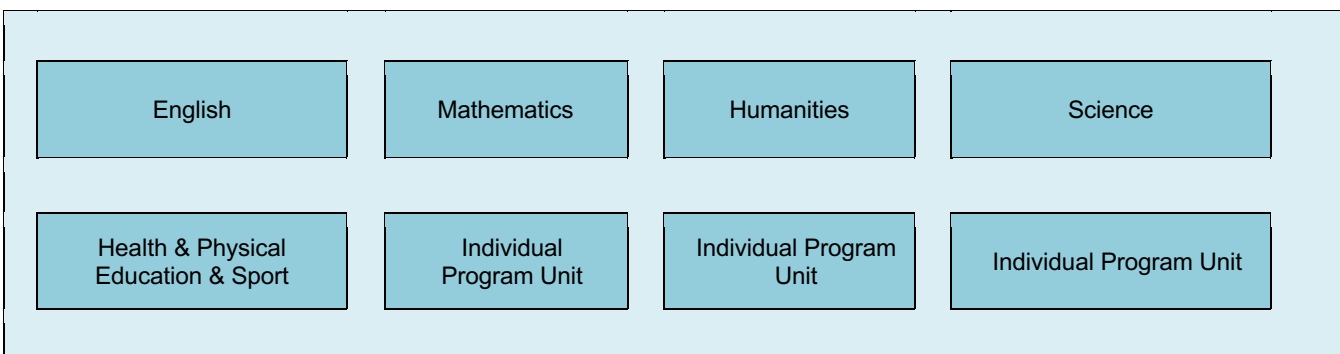 English
Mathematics
Humanities
Science
Health & Physical
Education & Sport
Individual
Program Unit
Individual Program
Unit
Individual Program Unit